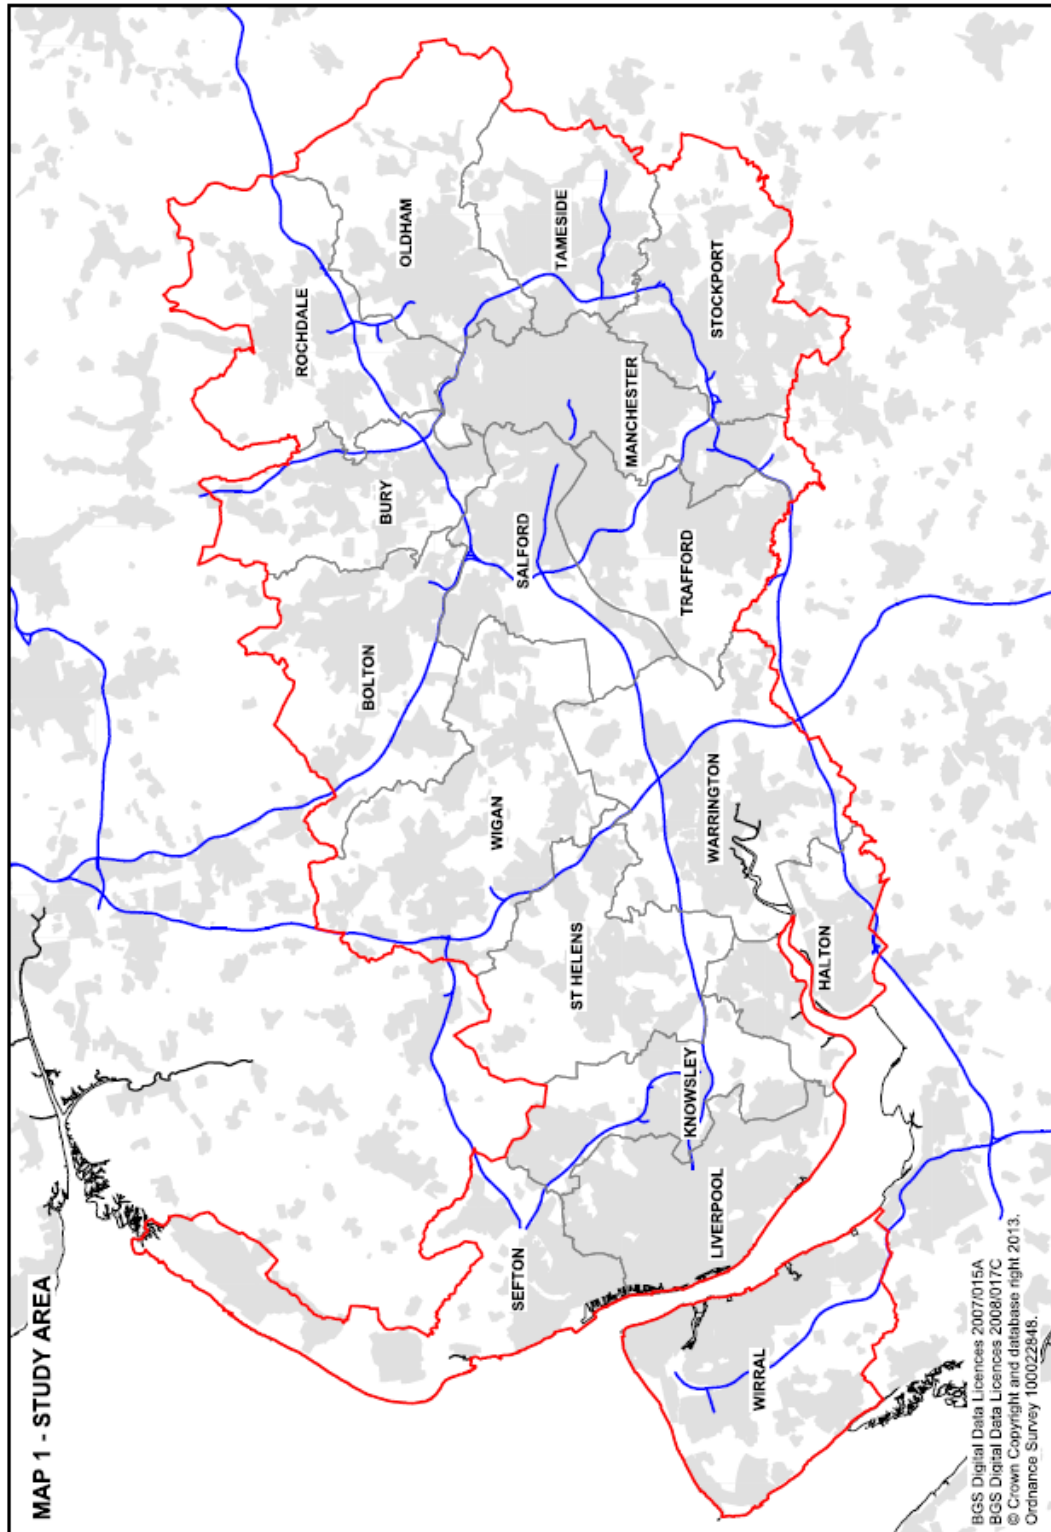 MAP 1 - STUDY AREA
ROCHDALE
OLDHAM
BURY
TAMESIDE
BOLTON
SALFORD
MANCHESTER
STOCKPORT
WIGAN
TRAFFORD
ST HELENS
WARRINGTON
SEFTON
KNOWSLEY
HALTON
LIVERPOOL
WIRRAL
BGS Digital Data Licences 2007/015A
BGS Digital Data Licences 2008/017C
© Crown Copyright and database right 2013.
Ordnance Survey 100022848.